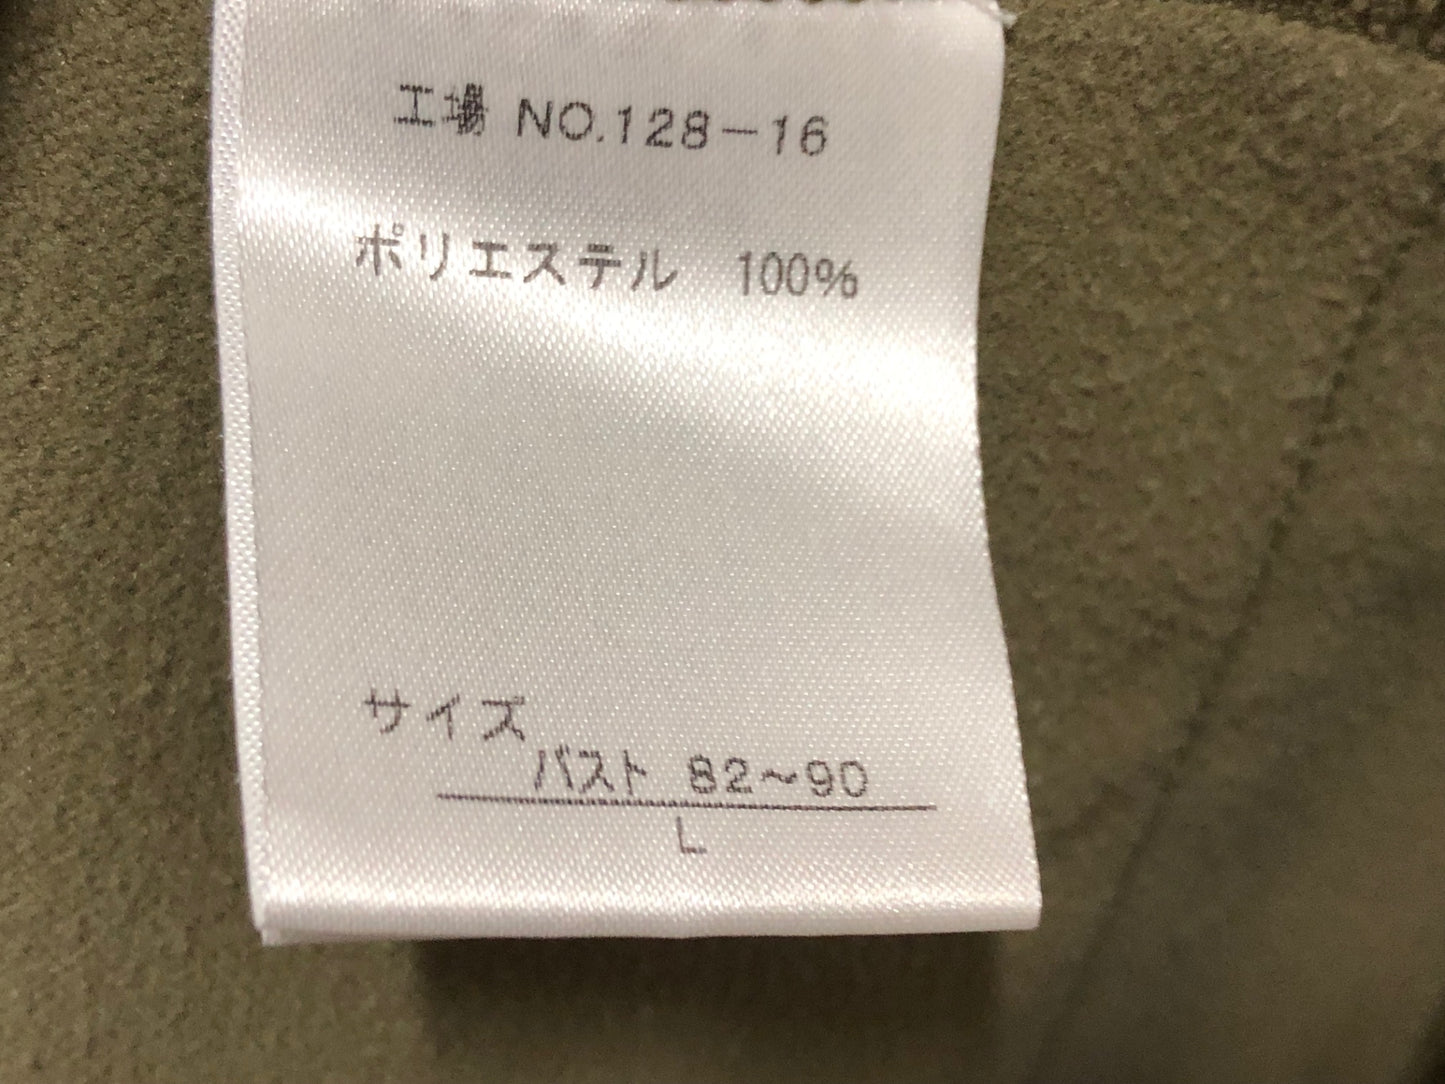 工場 NO.128-16
ポリエステル 100%
サイズ
バスト 82〜90
L